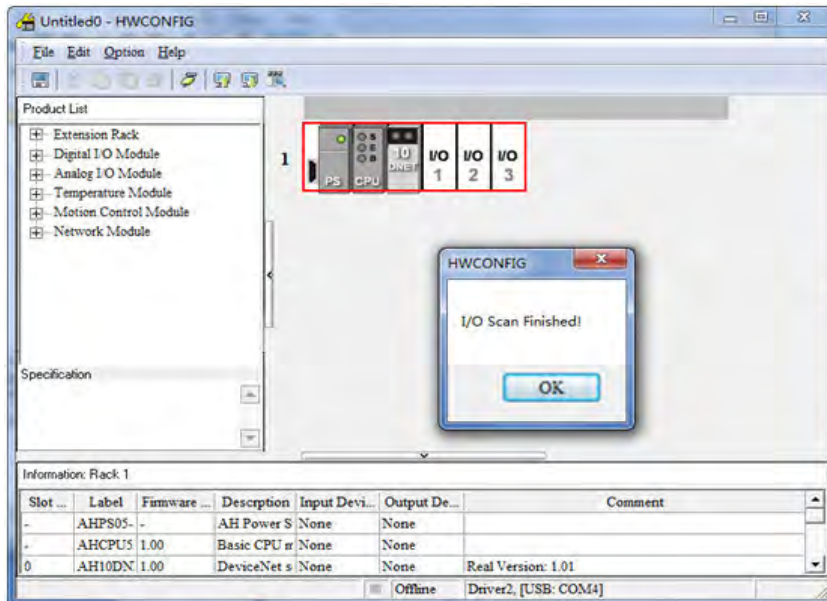 Untitled0 - HWCONFIG
File Edit Option Help
Product List
Extension Rack
Digital I/O Module
Analog I/O Module
Temperature Module
Motion Control Module
Network Module
1
PS CPU 10 DNET I/O 1 I/O 2 I/O 3
HWCONFIG
I/O Scan Finished!
OK
Specification
Information: Rack 1
Slot ... Label Firmware ... Descrption Input Devi... Output De... Comment
- AHPS05- - AH Power S None None
- AHCPU5 1.00 Basic CPU m None None
0 AH10DN 1.00 DeviceNet s None None Real Version: 1.01
Offline Driver2, [USB: COM4]